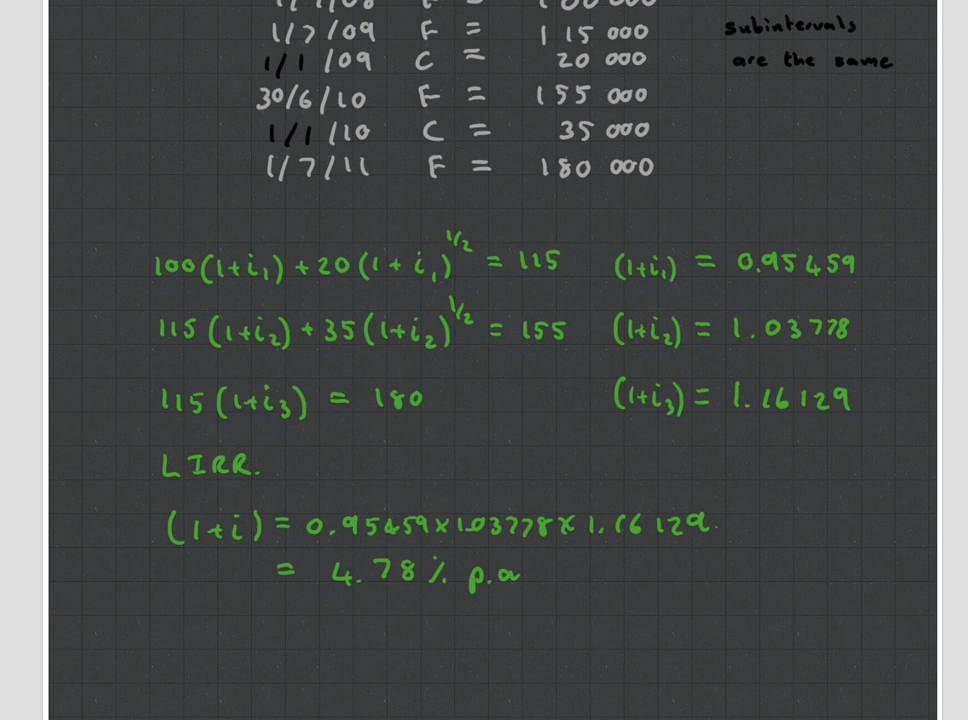 1/7/09 F = 115 000 subintervals
1/1/09 C = 20 000 are the same
30/6/10 F = 155 000
1/1/10 C = 35 000
1/7/11 F = 180 000
100(1+i₁) + 20(1+i₁)^1/2 = 115 (1+i₁) = 0.95459
115(1+i₂) + 35(1+i₂)^1/2 = 155 (1+i₂) = 1.03778
115(1+i₃) = 180 (1+i₃) = 1.16129
LIRR.
(1+i) = 0.95459×1.03778×1.16129.
= 4.78% p.a